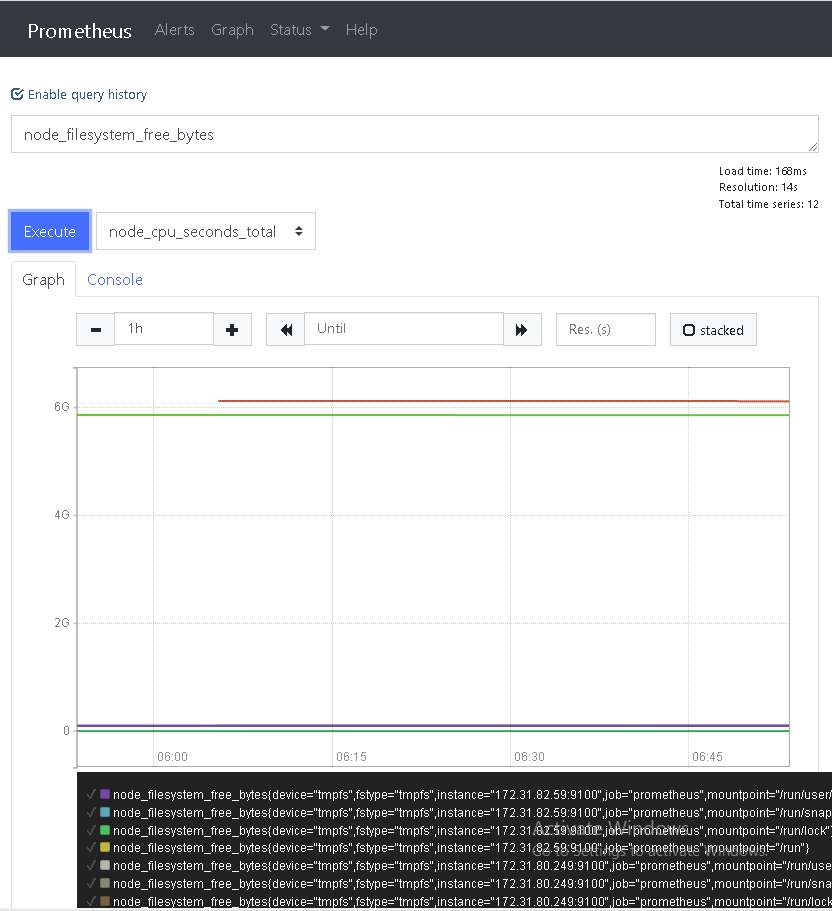 Prometheus Alerts Graph Status Help
Enable query history
node_filesystem_free_bytes
Load time: 168ms
Resolution: 14s
Total time series: 12
Execute node_cpu_seconds_total
Graph Console
1h Until Res. (s) stacked
6G
4G
2G
0
06:00 06:15 06:30 06:45
node_filesystem_free_bytes{device="tmpfs",fstype="tmpfs",instance="172.31.82.59:9100",job="prometheus",mountpoint="/run/user/
node_filesystem_free_bytes{device="tmpfs",fstype="tmpfs",instance="172.31.82.59:9100",job="prometheus",mountpoint="/run/snap
node_filesystem_free_bytes{device="tmpfs",fstype="tmpfs",instance="172.31.82.59:9100",job="prometheus",mountpoint="/run/lock"
Activate Windows
node_filesystem_free_bytes{device="tmpfs",fstype="tmpfs",instance="172.31.82.59:9100",job="prometheus",mountpoint="/run"}
Go to Settings to activate Windows.
node_filesystem_free_bytes{device="tmpfs",fstype="tmpfs",instance="172.31.80.249:9100",job="prometheus",mountpoint="/run/use
node_filesystem_free_bytes{device="tmpfs",fstype="tmpfs",instance="172.31.80.249:9100",job="prometheus",mountpoint="/run/sna
node_filesystem_free_bytes{device="tmpfs",fstype="tmpfs",instance="172.31.80.249:9100",job="prometheus",mountpoint="/run/lock